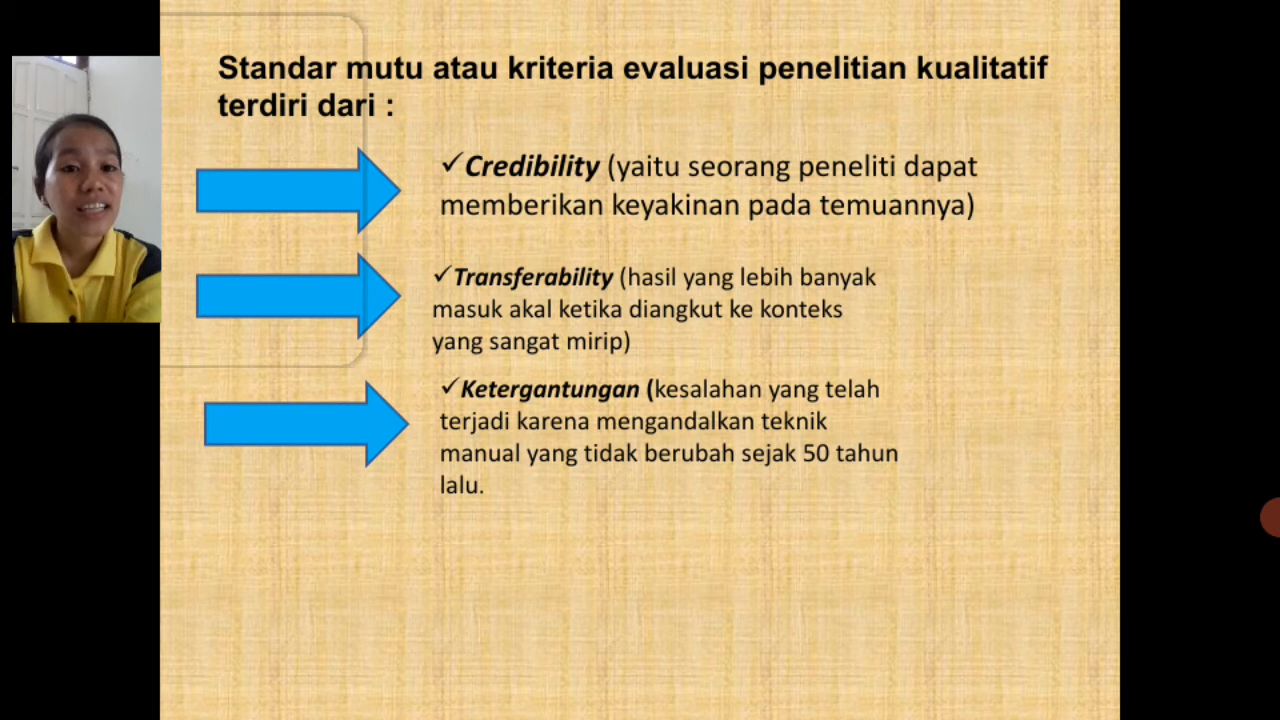 Standar mutu atau kriteria evaluasi penelitian kualitatif
terdiri dari :
✓Credibility (yaitu seorang peneliti dapat
memberikan keyakinan pada temuannya)
✓Transferability (hasil yang lebih banyak
masuk akal ketika diangkut ke konteks
yang sangat mirip)
✓Ketergantungan (kesalahan yang telah
terjadi karena mengandalkan teknik
manual yang tidak berubah sejak 50 tahun
lalu.